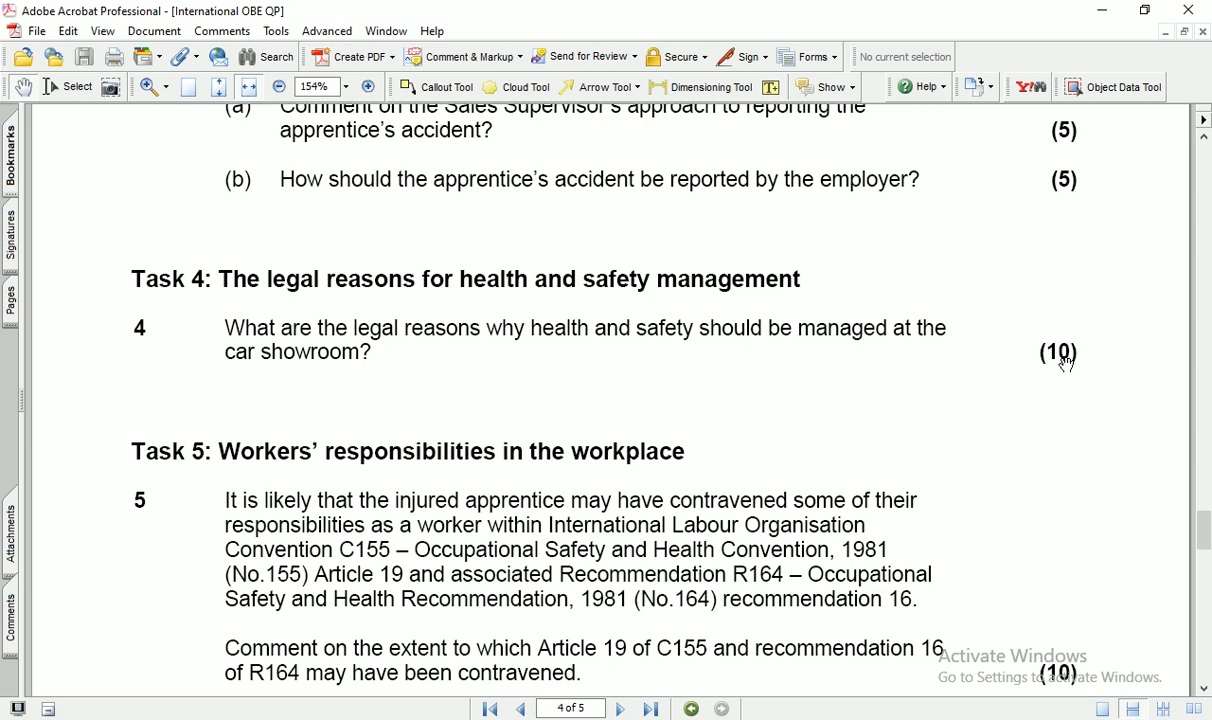 Adobe Acrobat Professional - [International OBE QP]
File Edit View Document Comments Tools Advanced Window Help
Search Create PDF Comment & Markup Send for Review Secure Sign Forms No current selection
Select 154% Callout Tool Cloud Tool Arrow Tool Dimensioning Tool T Show Help Y! Object Data Tool
Bookmarks
Signatures
Pages
Attachments
Comments
(a) Comment on the Sales Supervisor's approach to reporting the
apprentice's accident? (5)
(b) How should the apprentice's accident be reported by the employer? (5)
Task 4: The legal reasons for health and safety management
4 What are the legal reasons why health and safety should be managed at the
car showroom? (10)
Task 5: Workers' responsibilities in the workplace
5 It is likely that the injured apprentice may have contravened some of their
responsibilities as a worker within International Labour Organisation
Convention C155 – Occupational Safety and Health Convention, 1981
(No.155) Article 19 and associated Recommendation R164 – Occupational
Safety and Health Recommendation, 1981 (No.164) recommendation 16.
Comment on the extent to which Article 19 of C155 and recommendation 16
of R164 may have been contravened. (10)
Activate Windows
Go to Settings to activate Windows.
4 of 5